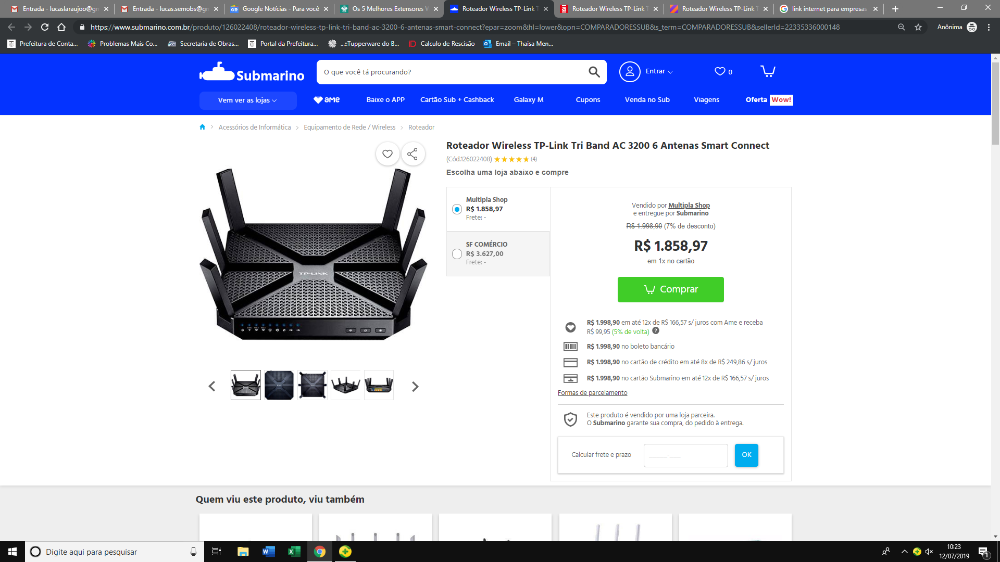 Entrada - lucaslaraujoo@gn
Entrada - lucas.semobs@gn
Google Notícias - Para você
Os 5 Melhores Extensores
Roteador Wireless TP-Link
Roteador Wireless TP-Link
Roteador Wireless TP-Link
link internet para empresas
https://www.submarino.com.br/produto/126022408/roteador-wireless-tp-link-tri-band-ac-3200-6-antenas-smart-connect?epar=zoom&hl=lower&opn=COMPARADORESSUB&s_term=COMPARADORESSUB&sellerId=22335336000148
Anônima
Prefeitura de Conta...
Problemas Mais Co...
Secretaria de Obras...
Portal da Prefeitura...
...::Tupperware do B...
Calculo de Rescisão
Email – Thaisa Men...
Submarino
O que você tá procurando?
Entrar
0
Vem ver as lojas
ame
Baixe o APP
Cartão Sub + Cashback
Galaxy M
Cupons
Venda no Sub
Viagens
Oferta Wow!
Acessórios de Informática > Equipamento de Rede / Wireless > Roteador
Roteador Wireless TP-Link Tri Band AC 3200 6 Antenas Smart Connect
(Cód.126022408) ★★★★★ (4)
Escolha uma loja abaixo e compre
TP-LINK
Multipla Shop
R$ 1.858,97
Frete: -
SF COMÉRCIO
R$ 3.627,00
Frete: -
Vendido por Multipla Shop
e entregue por Submarino
R$ 1.998,90 (7% de desconto)
R$ 1.858,97
em 1x no cartão
Comprar
R$ 1.998,90 em até 12x de R$ 166,57 s/ juros com Ame e receba
R$ 99,95 (5% de volta) ?
R$ 1.998,90 no boleto bancário
R$ 1.998,90 no cartão de crédito em até 8x de R$ 249,86 s/ juros
R$ 1.998,90 no cartão Submarino em até 12x de R$ 166,57 s/ juros
Formas de parcelamento
Este produto é vendido por uma loja parceira.
O Submarino garante sua compra, do pedido à entrega.
Calcular frete e prazo
_____-___
OK
Quem viu este produto, viu também
Digite aqui para pesquisar
10:23
12/07/2019
1